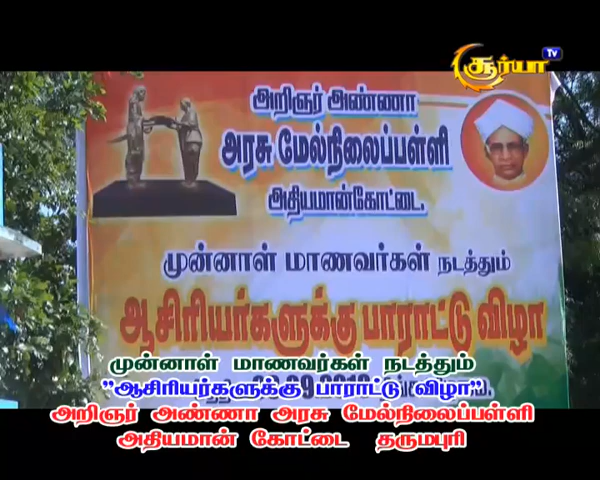 சூர்யா Tv
அறிஞர் அண்ணா
அரசு மேல்நிலைப்பள்ளி
அதியமான்கோட்டை.
முன்னாள் மாணவர்கள் நடத்தும்
ஆசிரியர்களுக்கு பாராட்டு விழா
முன்னாள் மாணவர்கள் நடத்தும்
"ஆசிரியர்களுக்கு பாராட்டு விழா"
அறிஞர் அண்ணா அரசு மேல்நிலைப்பள்ளி
அதியமான் கோட்டை தருமபுரி